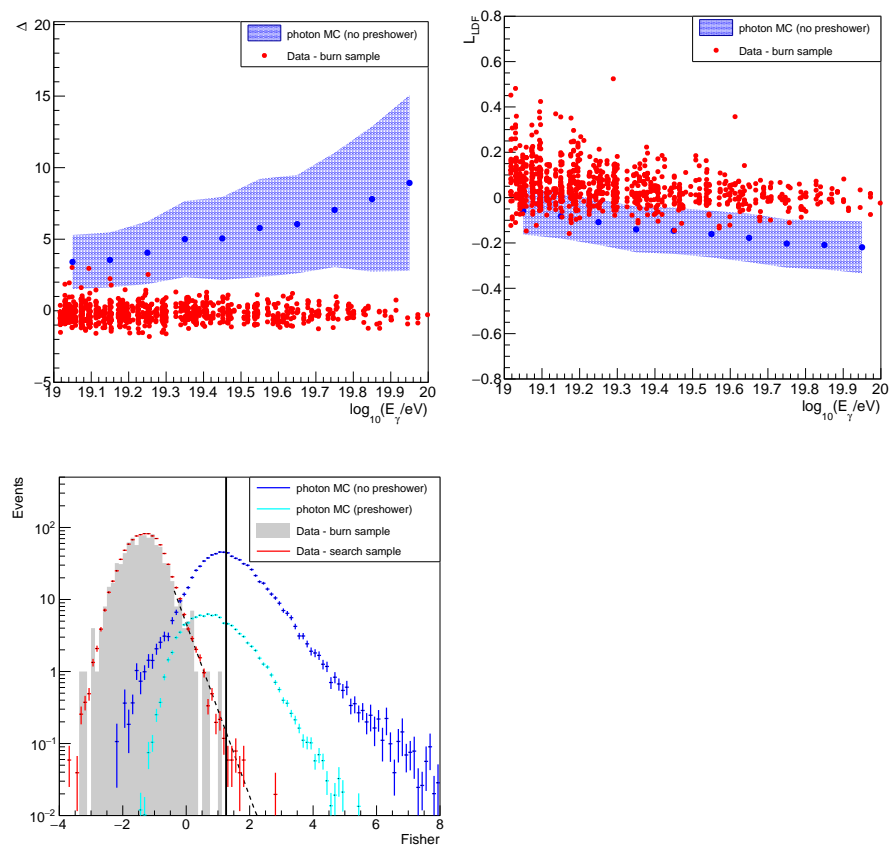 Δ
20
15
10
5
0
−5
photon MC (no preshower)
Data - burn sample
19 19.1 19.2 19.3 19.4 19.5 19.6 19.7 19.8 19.9 20
log₁₀(E_γ/eV)
L_LDF
0.8
0.6
0.4
0.2
0
−0.2
−0.4
−0.6
−0.8
photon MC (no preshower)
Data - burn sample
19 19.1 19.2 19.3 19.4 19.5 19.6 19.7 19.8 19.9 20
log₁₀(E_γ/eV)
Events
10²
10
1
10⁻¹
10⁻²
photon MC (no preshower)
photon MC (preshower)
Data - burn sample
Data - search sample
−4 −2 0 2 4 6 8
Fisher